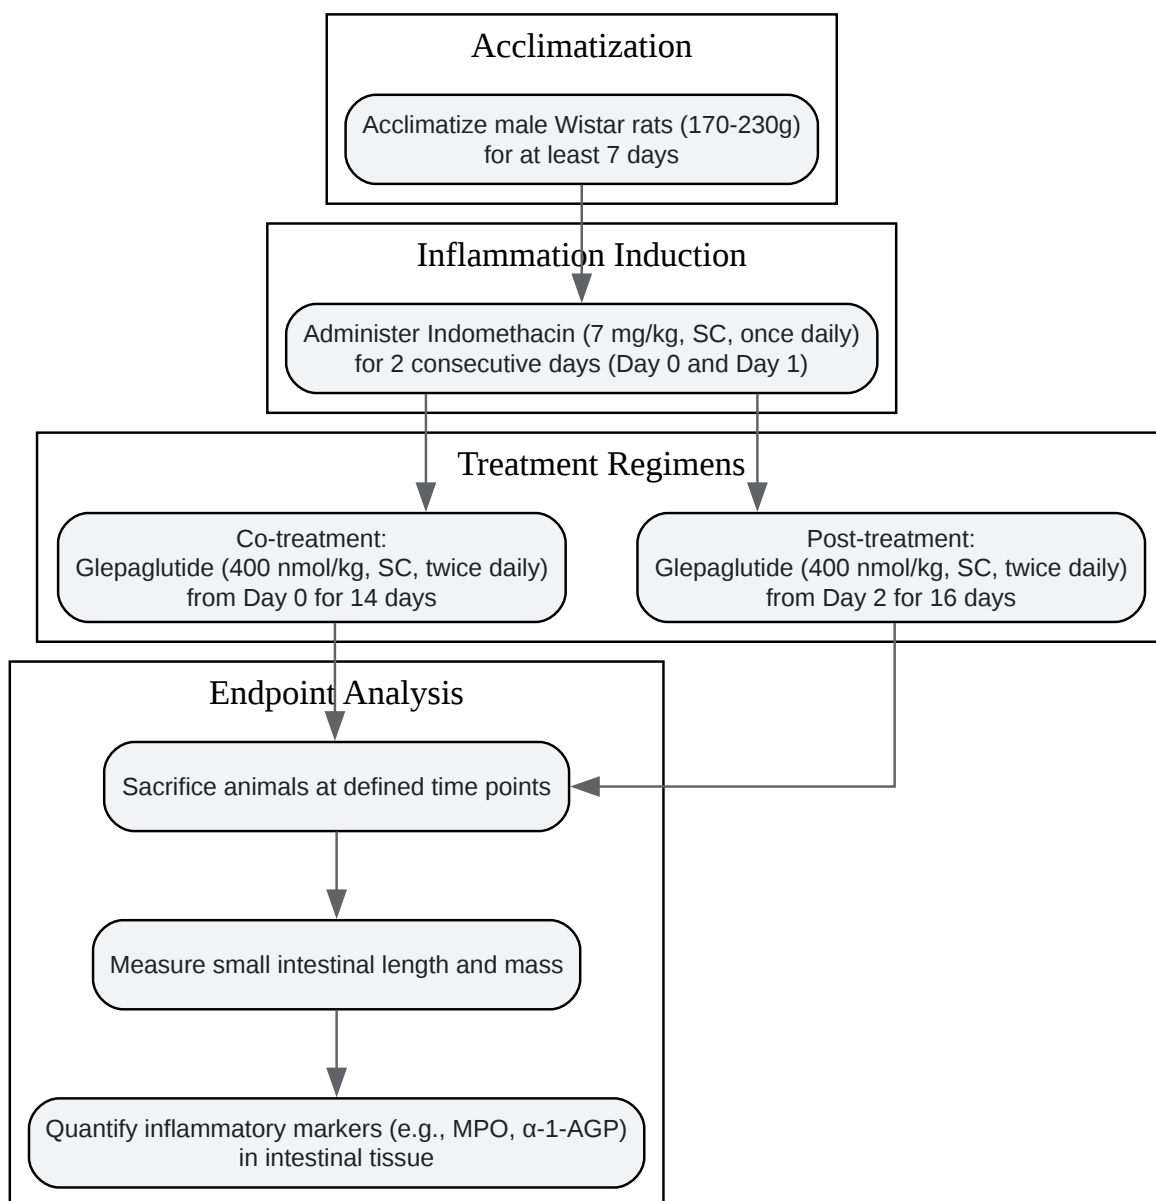 Acclimatization
Acclimatize male Wistar rats (170-230g)
for at least 7 days
Inflammation Induction
Administer Indomethacin (7 mg/kg, SC, once daily)
for 2 consecutive days (Day 0 and Day 1)
Treatment Regimens
Co-treatment:
Glepaglutide (400 nmol/kg, SC, twice daily)
from Day 0 for 14 days
Post-treatment:
Glepaglutide (400 nmol/kg, SC, twice daily)
from Day 2 for 16 days
Endpoint Analysis
Sacrifice animals at defined time points
Measure small intestinal length and mass
Quantify inflammatory markers (e.g., MPO, α-1-AGP)
in intestinal tissue